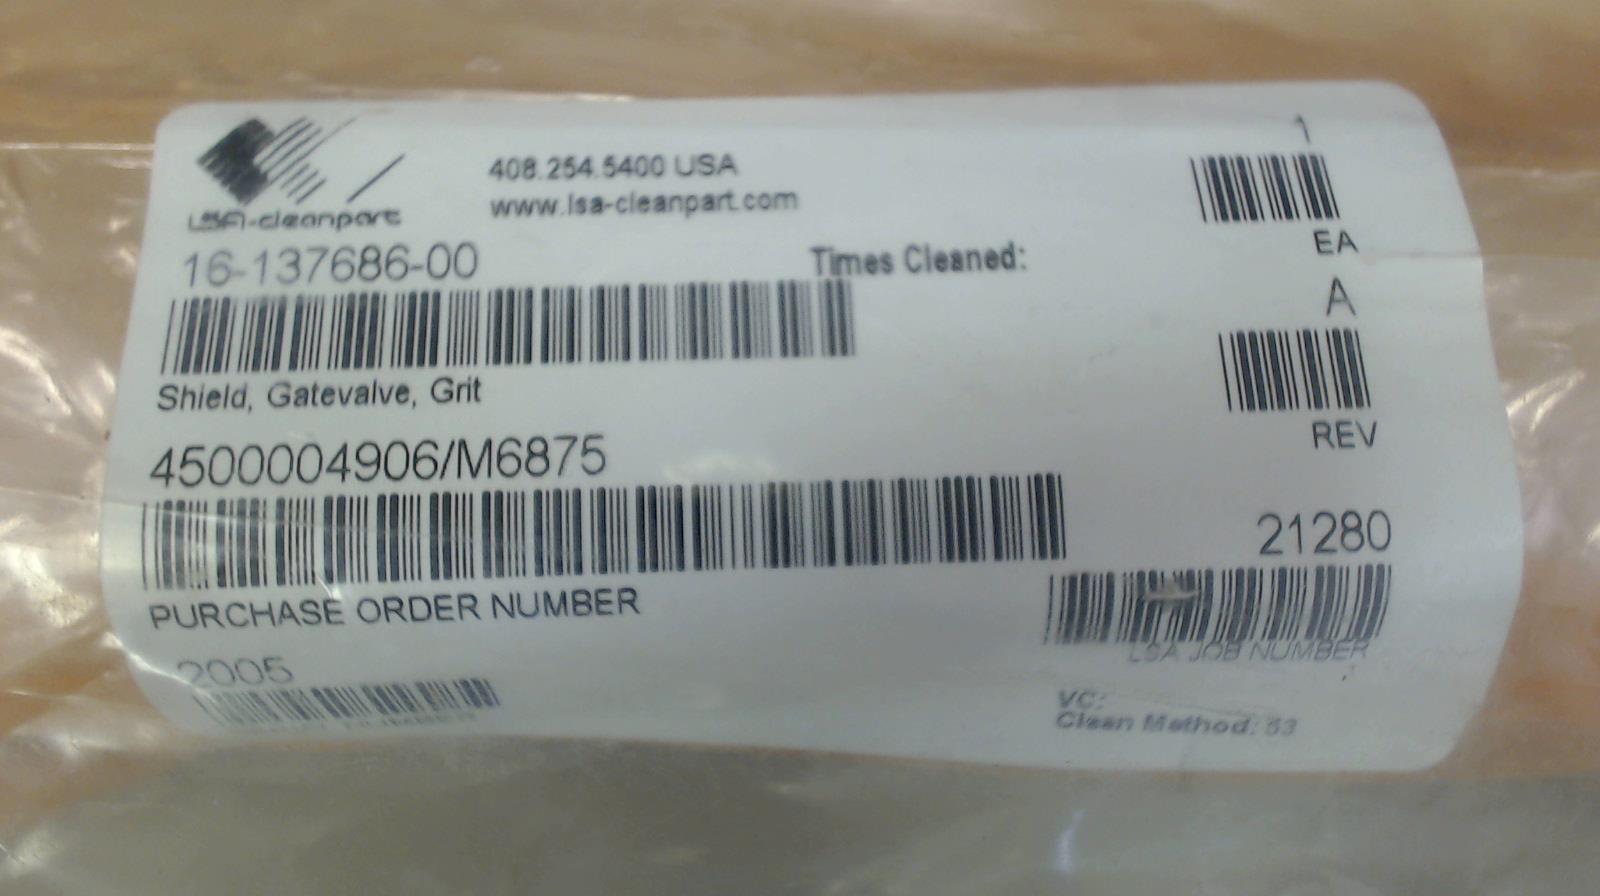 LSA-cleanpart
408.254.5400 USA
www.lsa-cleanpart.com
1
EA
16-137686-00
Times Cleaned:
A
Shield, Gatevalve, Grit
REV
4500004906/M6875
PURCHASE ORDER NUMBER
21280
LSA JOB NUMBER
2005
NUMBER
VC:
Clean Method: 53